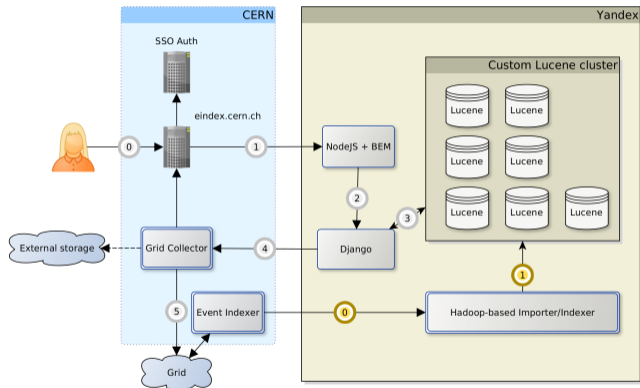 CERN
Yandex
SSO Auth
eindex.cern.ch
Custom Lucene cluster
Lucene
Lucene
0
1
NodeJS + BEM
Lucene
Lucene
2
3
Lucene
Lucene
Lucene
External storage
Grid Collector
4
Django
1
5
Event Indexer
0
Hadoop-based Importer/Indexer
Grid